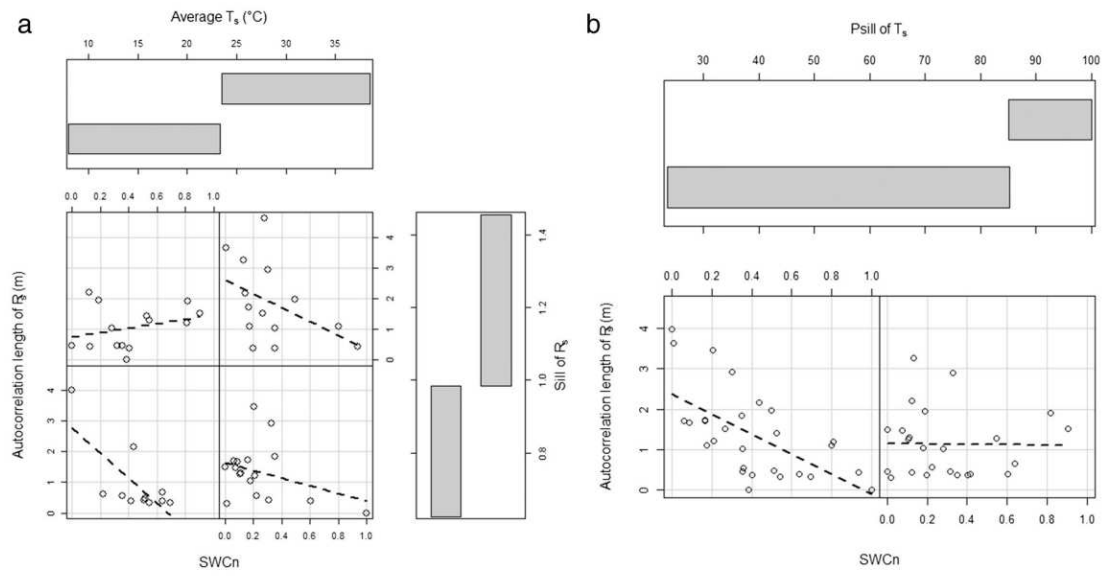 a
Average Ts (°C)
10 15 20 25 30 35
0.0 0.2 0.4 0.6 0.8 1.0
Autocorrelation length of Rs (m)
0 1 2 3 4
0 1 2 3 4
0.0 0.2 0.4 0.6 0.8 1.0
SWCn
Sill of Rs
0.8 1.0 1.2 1.4
b
Psill of Ts
30 40 50 60 70 80 90 100
0.0 0.2 0.4 0.6 0.8 1.0
Autocorrelation length of Rs (m)
0 1 2 3 4
0.0 0.2 0.4 0.6 0.8 1.0
SWCn